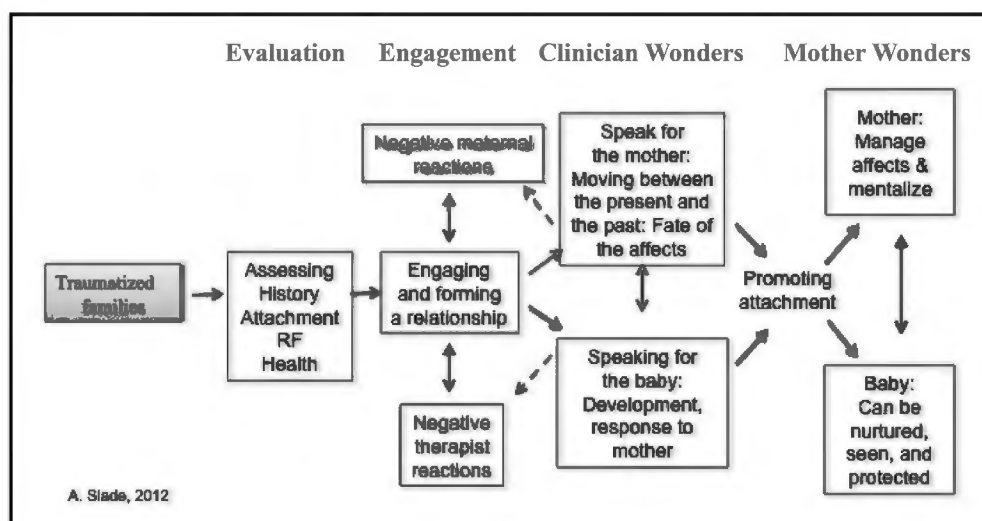 Evaluation Engagement Clinician Wonders Mother Wonders
Traumatized
families
Assessing
History
Attachment
RF
Health
Negative maternal
reactions
Engaging
and forming
a relationship
Negative
therapist
reactions
Speak for
the mother:
Moving between
the present and
the past: Fate of
the affects
Speaking for
the baby:
Development,
response to
mother
Promoting
attachment
Mother:
Manage
affects &
mentalize
Baby:
Can be
nurtured,
seen, and
protected
A. Slade, 2012